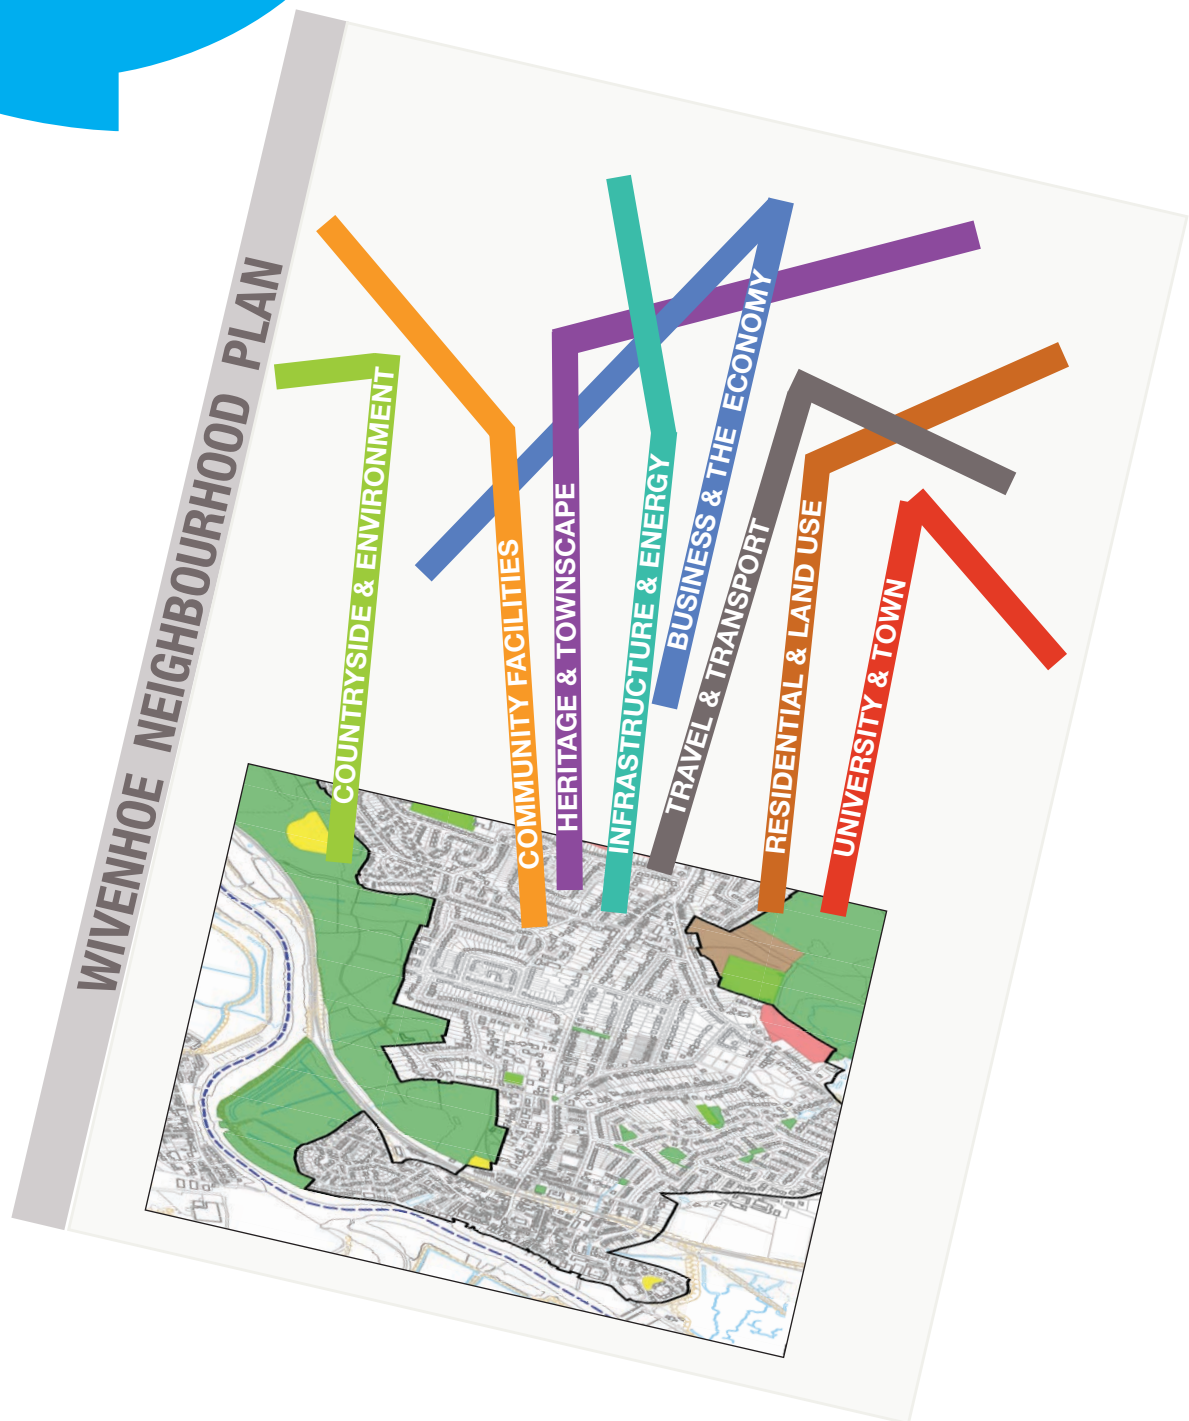 WIVENHOE NEIGHBOURHOOD PLAN
COUNTRYSIDE & ENVIRONMENT
COMMUNITY FACILITIES
HERITAGE & TOWNSCAPE
INFRASTRUCTURE & ENERGY
BUSINESS & THE ECONOMY
TRAVEL & TRANSPORT
RESIDENTIAL & LAND USE
UNIVERSITY & TOWN